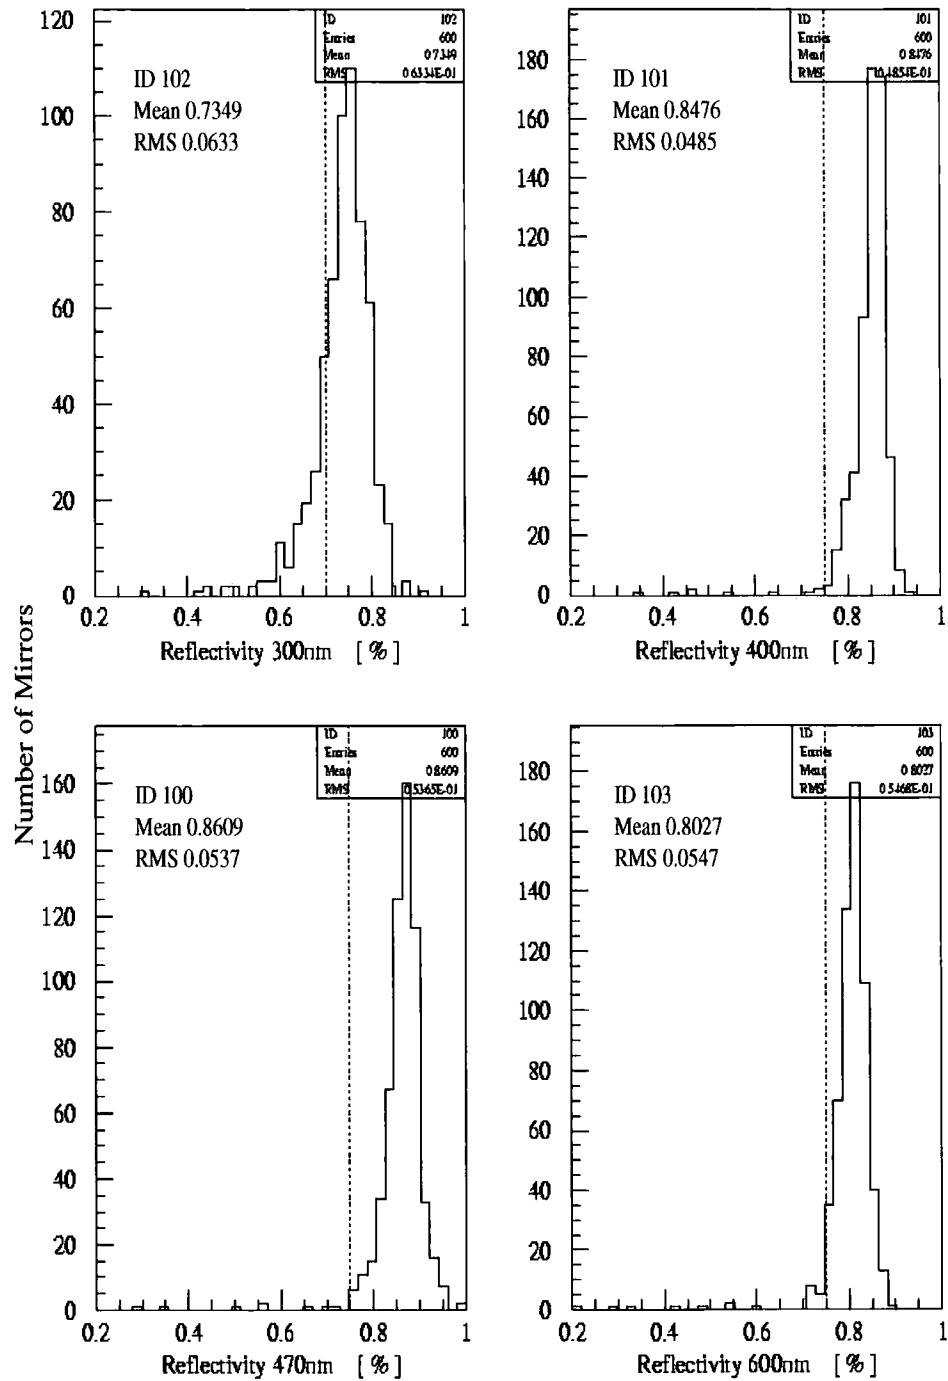 ID 102
Entries 600
Mean 0.7349
RMS 0.6334E-01
ID 102
Mean 0.7349
RMS 0.0633
120
100
80
60
40
20
0
0.2 0.4 0.6 0.8 1
Reflectivity 300nm [ % ]
ID 101
Entries 600
Mean 0.8476
RMS 0.4854E-01
ID 101
Mean 0.8476
RMS 0.0485
180
160
140
120
100
80
60
40
20
0
0.2 0.4 0.6 0.8 1
Reflectivity 400nm [ % ]
Number of Mirrors
ID 100
Entries 600
Mean 0.8609
RMS 0.5365E-01
ID 100
Mean 0.8609
RMS 0.0537
160
140
120
100
80
60
40
20
0
0.2 0.4 0.6 0.8 1
Reflectivity 470nm [ % ]
ID 103
Entries 600
Mean 0.8027
RMS 0.5468E-01
ID 103
Mean 0.8027
RMS 0.0547
180
160
140
120
100
80
60
40
20
0
0.2 0.4 0.6 0.8 1
Reflectivity 600nm [ % ]